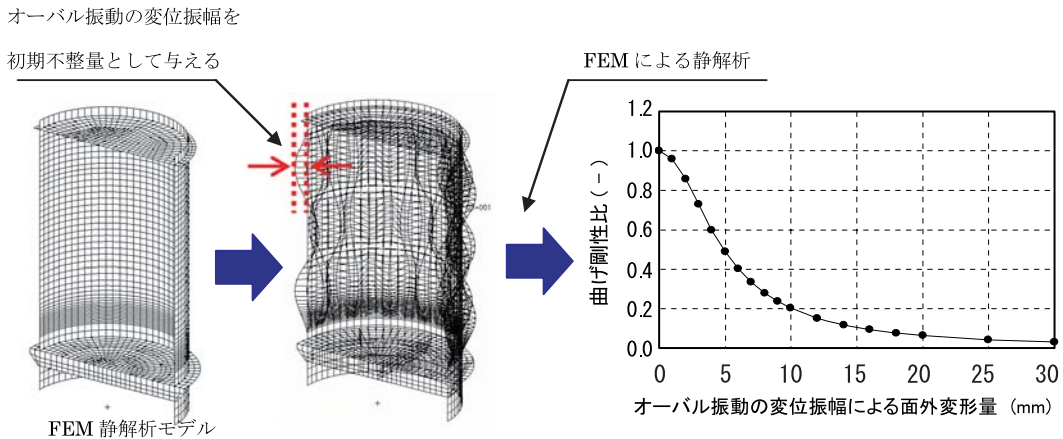 オーバル振動の変位振幅を
初期不整量として与える
FEM による静解析
FEM 静解析モデル
曲げ剛性比 (－)
1.2
1.0
0.8
0.6
0.4
0.2
0.0
0 5 10 15 20 25 30
オーバル振動の変位振幅による面外変形量 (mm)